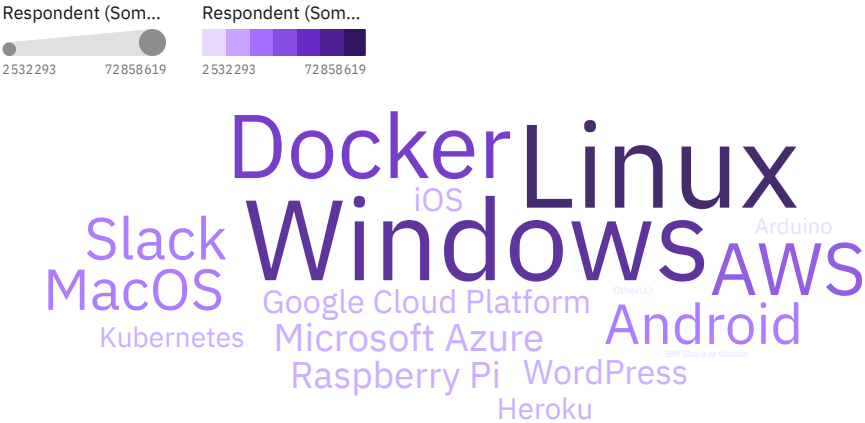 Respondent (Som... Respondent (Som...
2532293 72858619 2532293 72858619
Docker Linux
iOS
Windows
Slack Arduino
AWS
MacOS
Google Cloud Platform Other(s):
Android
Kubernetes Microsoft Azure
IBM Cloud or Watson
Raspberry Pi WordPress
Heroku